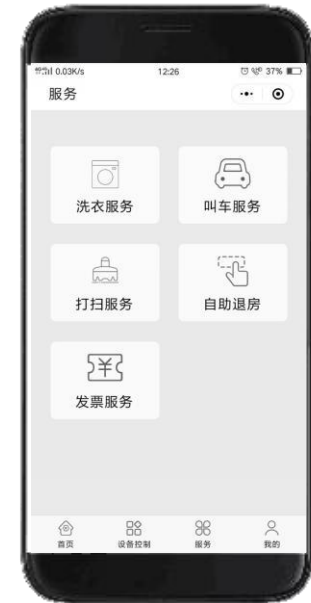 0.03K/s 12:26 37%
服务
洗衣服务 叫车服务
打扫服务 自助退房
发票服务
首页 设备控制 服务 我的